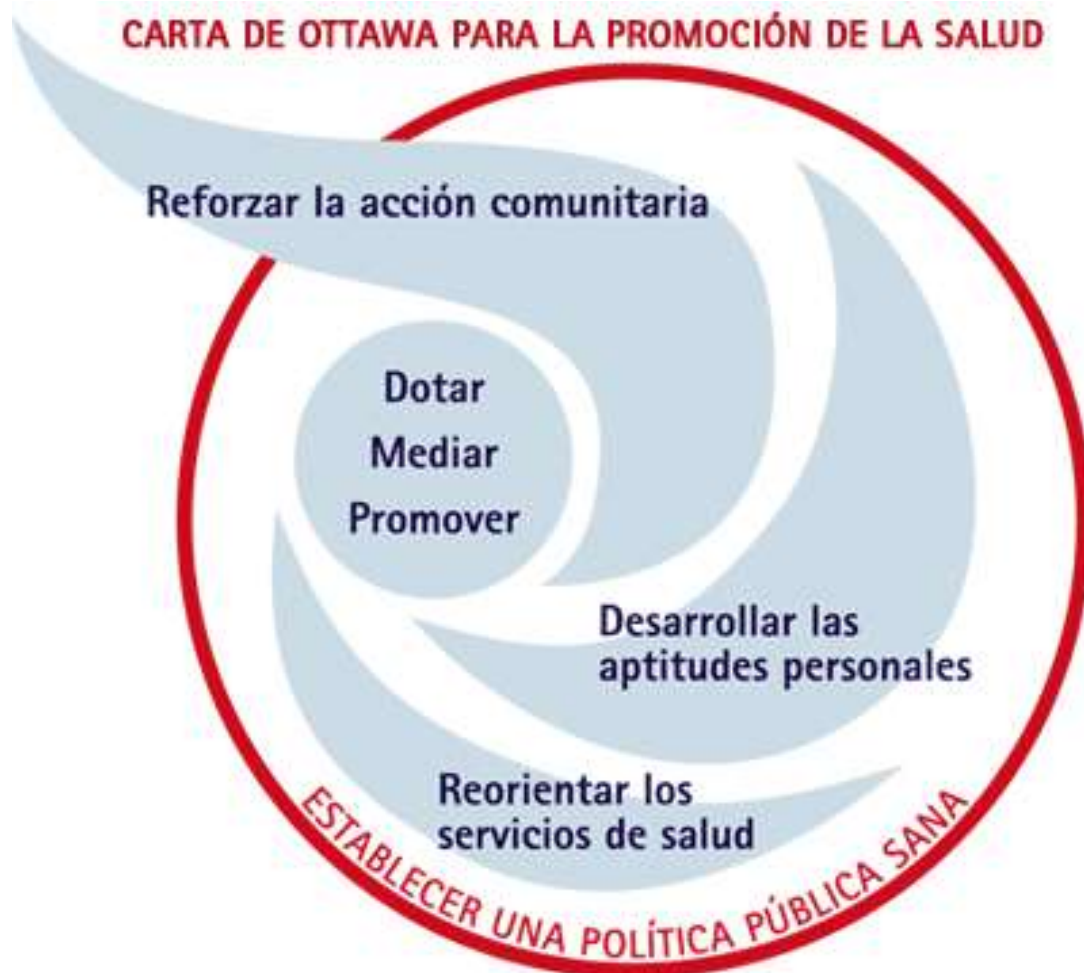 CARTA DE OTTAWA PARA LA PROMOCIÓN DE LA SALUD
Reforzar la acción comunitaria
Dotar
Mediar
Promover
Desarrollar las
aptitudes personales
Reorientar los
servicios de salud
ESTABLECER UNA POLÍTICA PÚBLICA SANA